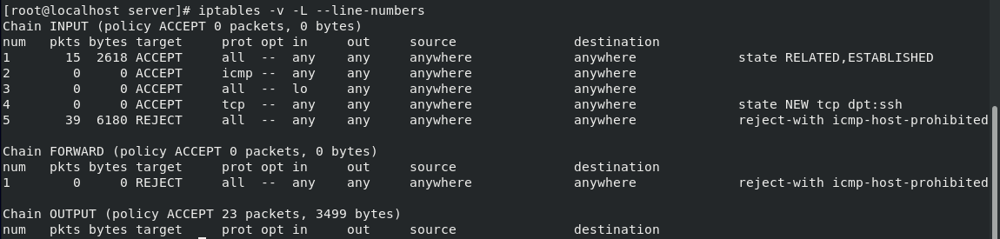 [root@localhost server]# iptables -v -L --line-numbers
Chain INPUT (policy ACCEPT 0 packets, 0 bytes)
num   pkts bytes target     prot opt in     out     source               destination
1       15  2618 ACCEPT     all  --  any    any     anywhere             anywhere             state RELATED,ESTABLISHED
2        0     0 ACCEPT     icmp --  any    any     anywhere             anywhere
3        0     0 ACCEPT     all  --  lo     any     anywhere             anywhere
4        0     0 ACCEPT     tcp  --  any    any     anywhere             anywhere             state NEW tcp dpt:ssh
5       39  6180 REJECT     all  --  any    any     anywhere             anywhere             reject-with icmp-host-prohibited

Chain FORWARD (policy ACCEPT 0 packets, 0 bytes)
num   pkts bytes target     prot opt in     out     source               destination
1        0     0 REJECT     all  --  any    any     anywhere             anywhere             reject-with icmp-host-prohibited

Chain OUTPUT (policy ACCEPT 23 packets, 3499 bytes)
num   pkts bytes target     prot opt in     out     source               destination